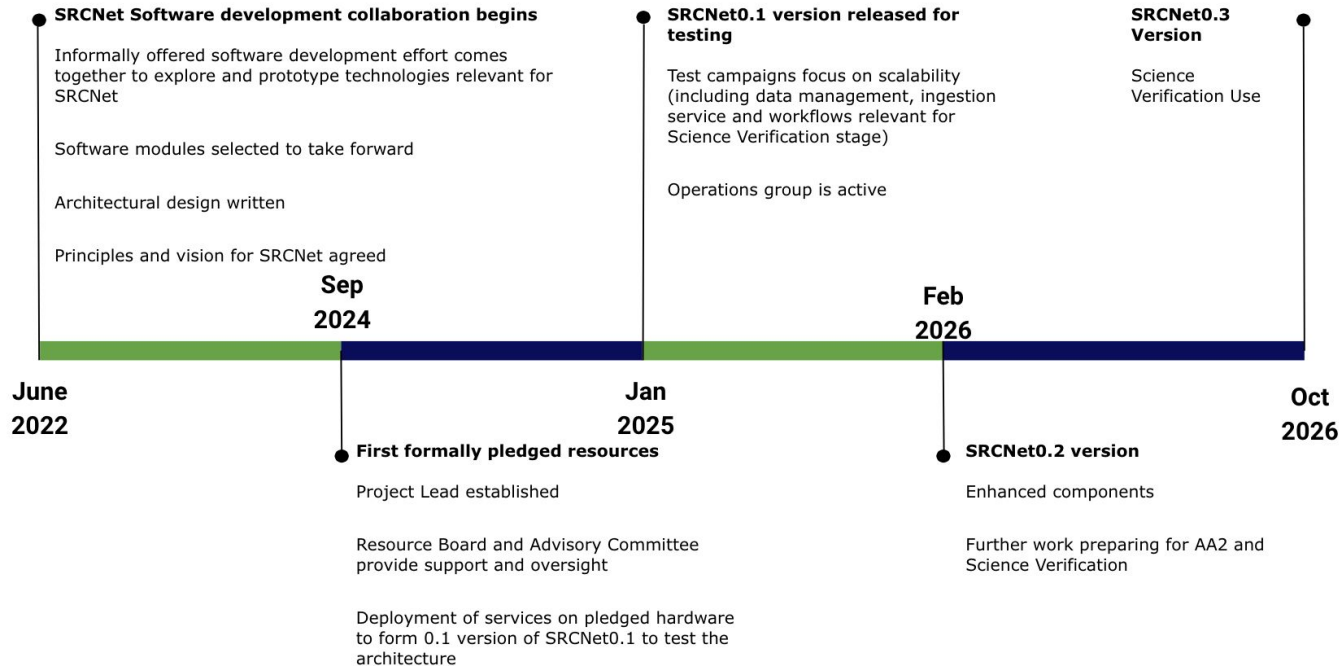 SRCNet Software development collaboration begins
Informally offered software development effort comes
together to explore and prototype technologies relevant for
SRCNet
Software modules selected to take forward
Architectural design written
Principles and vision for SRCNet agreed
SRCNet0.1 version released for
testing
Test campaigns focus on scalability
(including data management, ingestion
service and workflows relevant for
Science Verification stage)
Operations group is active
SRCNet0.3
Version
Science
Verification Use
Sep
2024
Feb
2026
June
2022
Jan
2025
Oct
2026
First formally pledged resources
Project Lead established
Resource Board and Advisory Committee
provide support and oversight
Deployment of services on pledged hardware
to form 0.1 version of SRCNet0.1 to test the
architecture
SRCNet0.2 version
Enhanced components
Further work preparing for AA2 and
Science Verification